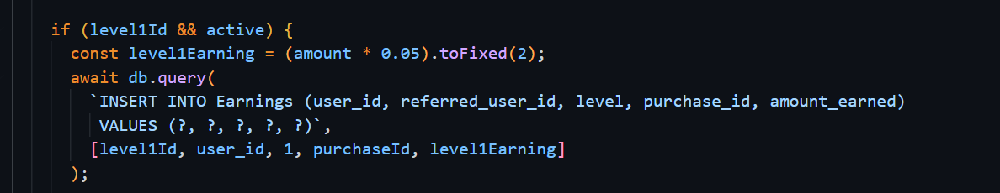 if (level1Id && active) {
const level1Earning = (amount * 0.05).toFixed(2);
await db.query(
`INSERT INTO Earnings (user_id, referred_user_id, level, purchase_id, amount_earned)
VALUES (?, ?, ?, ?, ?)`,
[level1Id, user_id, 1, purchaseId, level1Earning]
);